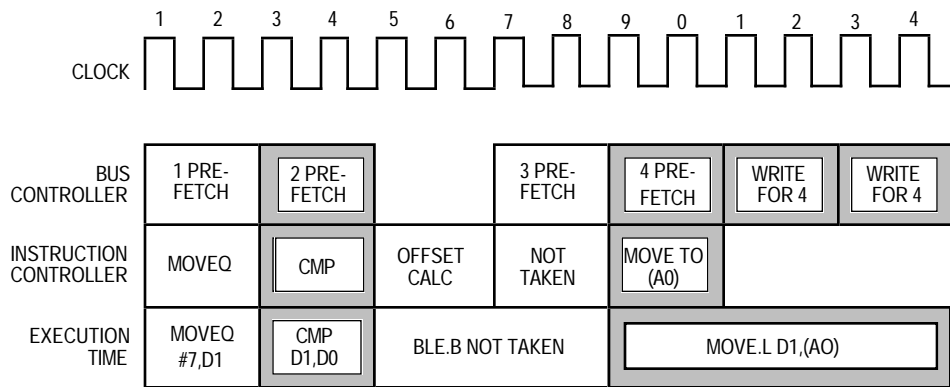 1 2 3 4 5 6 7 8 9 0 1 2 3 4
CLOCK
BUS
CONTROLLER
1 PRE-
FETCH
2 PRE-
FETCH
3 PRE-
FETCH
4 PRE-
FETCH
WRITE
FOR 4
WRITE
FOR 4
INSTRUCTION
CONTROLLER
MOVEQ
CMP
OFFSET
CALC
NOT
TAKEN
MOVE TO
(A0)
EXECUTION
TIME
MOVEQ
#7,D1
CMP
D1,D0
BLE.B NOT TAKEN
MOVE.L D1,(AO)